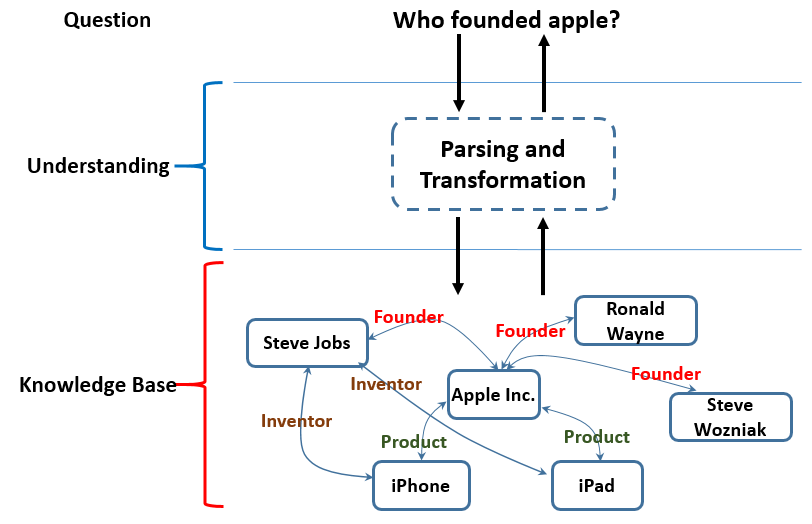 Question
Who founded apple?
Understanding
Parsing and
Transformation
Knowledge Base
Founder
Ronald
Wayne
Founder
Steve Jobs
Founder
Inventor
Apple Inc.
Steve
Wozniak
Inventor
Product
Product
iPhone
iPad